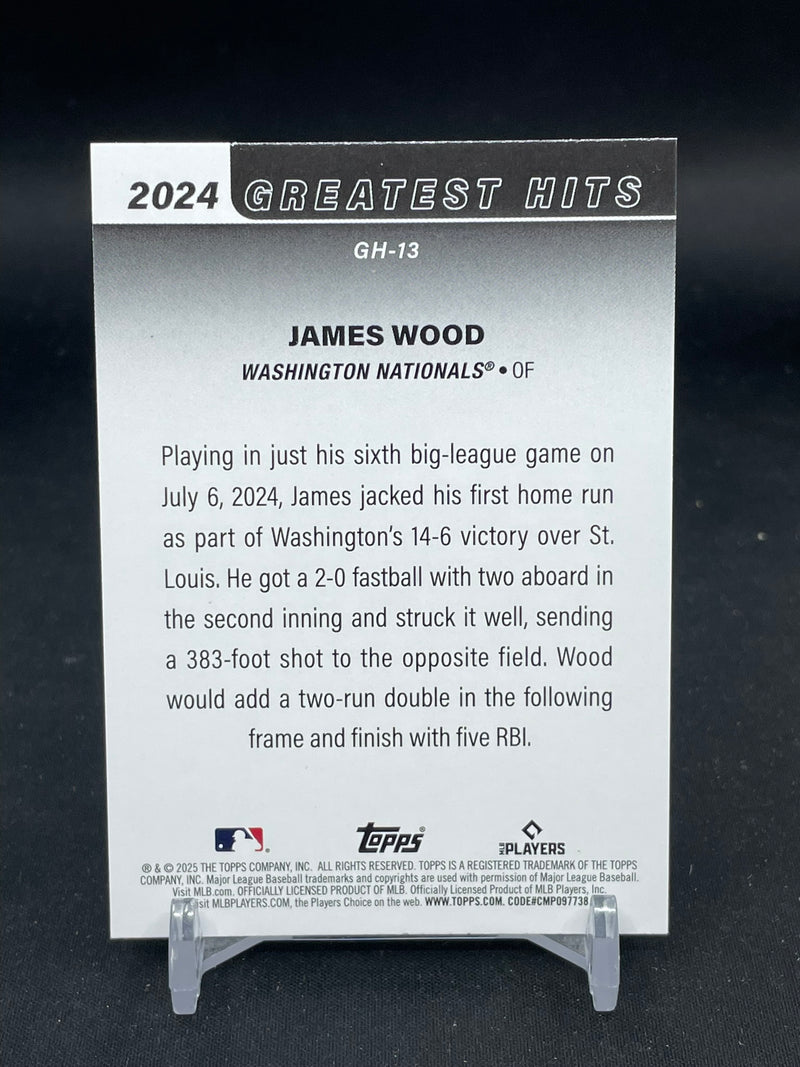 2024 GREATEST HITS
GH-13
JAMES WOOD
WASHINGTON NATIONALS® • OF
Playing in just his sixth big-league game on
July 6, 2024, James jacked his first home run
as part of Washington's 14-6 victory over St.
Louis. He got a 2-0 fastball with two aboard in
the second inning and struck it well, sending
a 383-foot shot to the opposite field. Wood
would add a two-run double in the following
frame and finish with five RBI.
topps® MLB PLAYERS
® & © 2025 THE TOPPS COMPANY, INC. ALL RIGHTS RESERVED. TOPPS IS A REGISTERED TRADEMARK OF THE TOPPS
COMPANY, INC. Major League Baseball trademarks and copyrights are used with permission of Major League Baseball.
Visit MLB.com. OFFICIALLY LICENSED PRODUCT OF MLB. Officially Licensed Product of MLB Players, Inc.
MLBPLAYERS.COM, the Players Choice on the web. WWW.TOPPS.COM. CODE#CMP097738